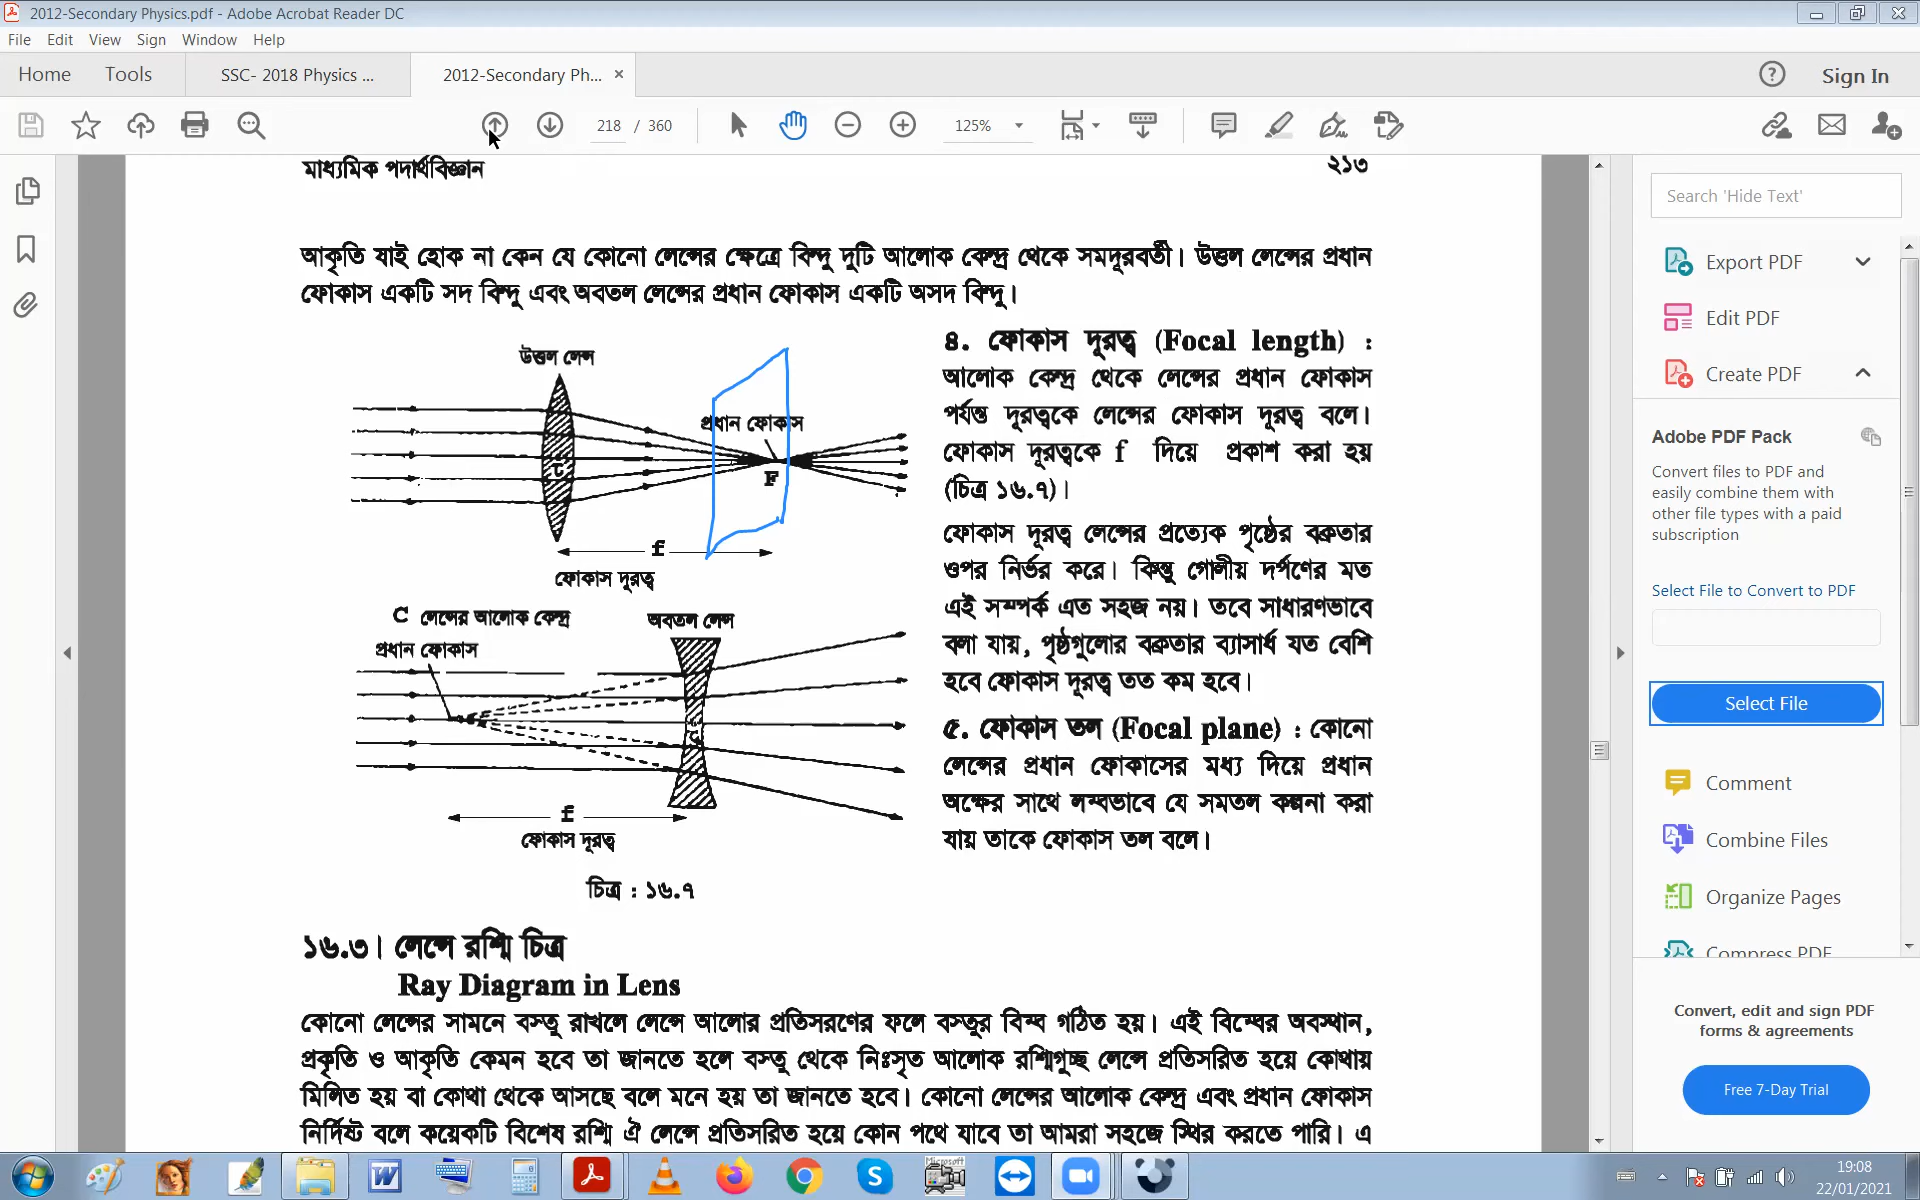 2012-Secondary Physics.pdf - Adobe Acrobat Reader DC
File Edit View Sign Window Help
Home Tools SSC- 2018 Physics ... 2012-Secondary Ph... × Sign In
218 / 360 125%
মাধ্যমিক পদার্থবিজ্ঞান ২১৩
আকৃতি যাই হোক না কেন যে কোনো লেন্সের ক্ষেত্রে বিন্দু দুটি আলোক কেন্দ্র থেকে সমদূরবর্তী। উত্তল লেন্সের প্রধান
ফোকাস একটি সদ বিন্দু এবং অবতল লেন্সের প্রধান ফোকাস একটি অসদ বিন্দু।
উত্তল লেন্স
প্রধান ফোকাস
C
F
f
ফোকাস দূরত্ব
C লেন্সের আলোক কেন্দ্র
অবতল লেন্স
প্রধান ফোকাস
C
f
ফোকাস দূরত্ব
চিত্র : ১৬.৭
৪. ফোকাস দূরত্ব (Focal length) :
আলোক কেন্দ্র থেকে লেন্সের প্রধান ফোকাস
পর্যন্ত দূরত্বকে লেন্সের ফোকাস দূরত্ব বলে।
ফোকাস দূরত্বকে f দিয়ে প্রকাশ করা হয়
(চিত্র ১৬.৭)।
ফোকাস দূরত্ব লেন্সের প্রত্যেক পৃষ্ঠের বক্রতার
ওপর নির্ভর করে। কিন্তু গোলীয় দর্পণের মত
এই সম্পর্ক এত সহজ নয়। তবে সাধারণভাবে
বলা যায়, পৃষ্ঠগুলোর বক্রতার ব্যাসার্ধ যত বেশি
হবে ফোকাস দূরত্ব তত কম হবে।
৫. ফোকাস তল (Focal plane) : কোনো
লেন্সের প্রধান ফোকাসের মধ্য দিয়ে প্রধান
অক্ষের সাথে লম্বভাবে যে সমতল কল্পনা করা
যায় তাকে ফোকাস তল বলে।
১৬.৩। লেন্সে রশ্মি চিত্র
Ray Diagram in Lens
কোনো লেন্সের সামনে বস্তু রাখলে লেন্সে আলোর প্রতিসরণের ফলে বস্তুর বিম্ব গঠিত হয়। এই বিম্বের অবস্থান,
প্রকৃতি ও আকৃতি কেমন হবে তা জানতে হলে বস্তু থেকে নিঃসৃত আলোক রশ্মিগুচ্ছ লেন্সে প্রতিসরিত হয়ে কোথায়
মিলিত হয় বা কোথা থেকে আসছে বলে মনে হয় তা জানতে হবে। কোনো লেন্সের আলোক কেন্দ্র এবং প্রধান ফোকাস
নির্দিষ্ট বলে কয়েকটি বিশেষ রশ্মি ঐ লেন্সে প্রতিসরিত হয়ে কোন পথে যাবে তা আমরা সহজে স্থির করতে পারি। এ
Search 'Hide Text'
Export PDF
Edit PDF
Create PDF
Adobe PDF Pack
Convert files to PDF and
easily combine them with
other file types with a paid
subscription
Select File to Convert to PDF
Select File
Comment
Combine Files
Organize Pages
Compress PDF
Convert, edit and sign PDF
forms & agreements
Free 7-Day Trial
19:08
22/01/2021